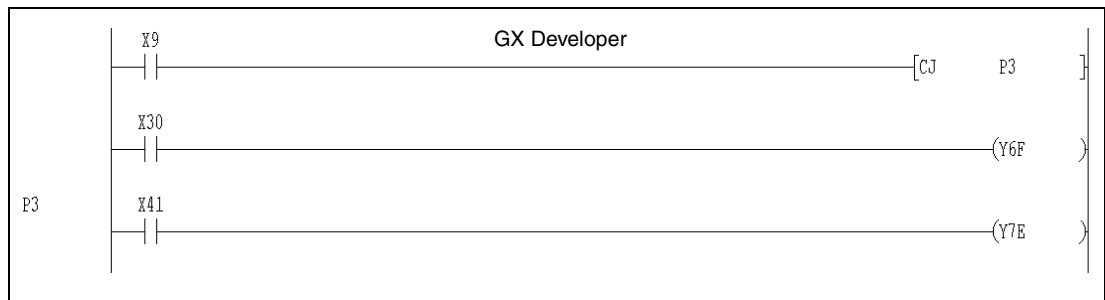 X9 GX Developer
[CJ P3 ]
X30
(Y6F )
P3 X41
(Y7E )